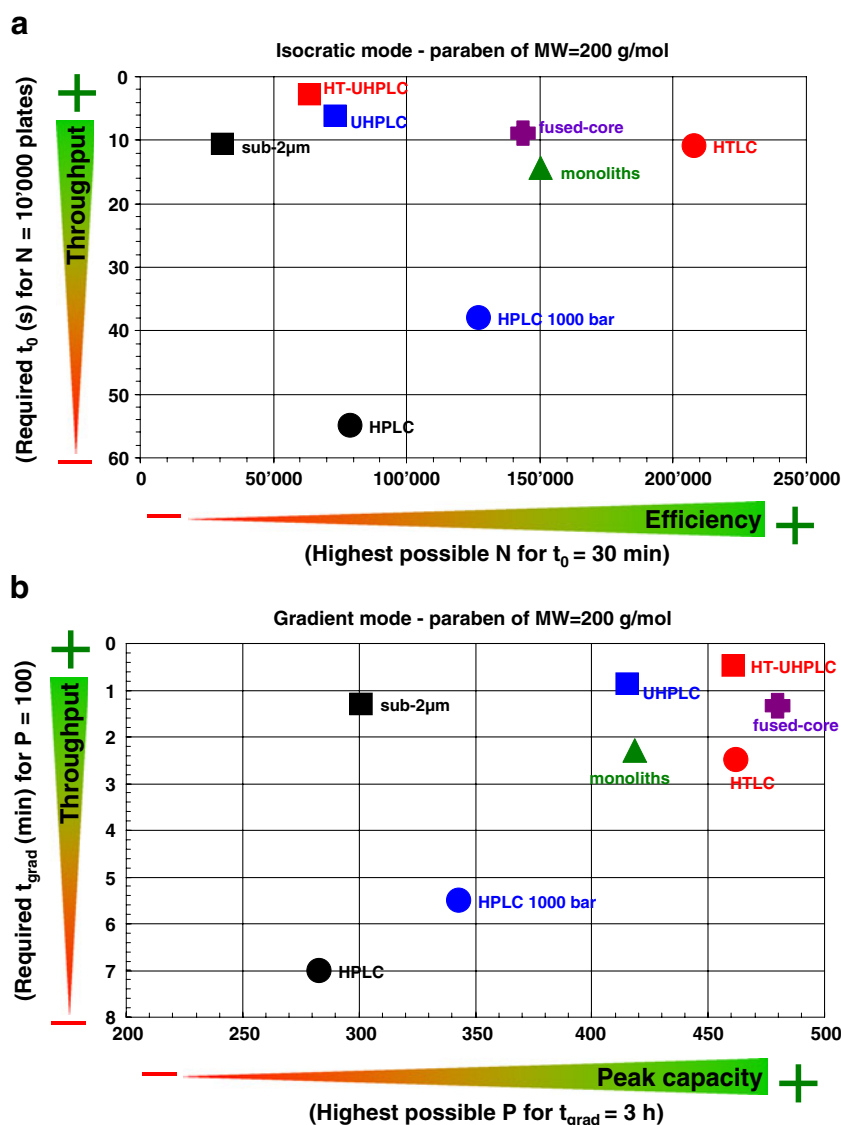 a
Isocratic mode - paraben of MW=200 g/mol
(Required t₀ (s) for N = 10’000 plates)
Throughput
0
10
20
30
40
50
60
HT-UHPLC
UHPLC
sub-2µm
fused-core
HTLC
monoliths
HPLC 1000 bar
HPLC
0
50’000
100’000
150’000
200’000
250’000
Efficiency
(Highest possible N for t₀ = 30 min)
b
Gradient mode - paraben of MW=200 g/mol
(Required t_grad (min) for P = 100)
Throughput
0
1
2
3
4
5
6
7
8
HT-UHPLC
UHPLC
sub-2µm
fused-core
monoliths
HTLC
HPLC 1000 bar
HPLC
200
250
300
350
400
450
500
Peak capacity
(Highest possible P for t_grad = 3 h)